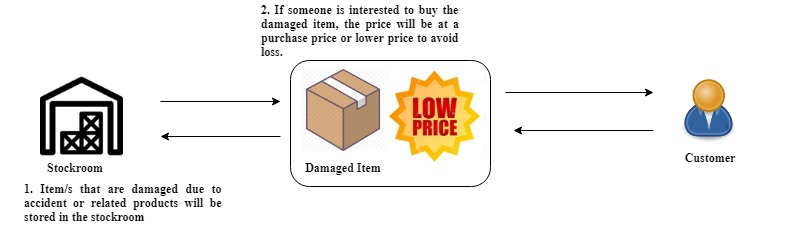 2. If someone is interested to buy the
damaged item, the price will be at a
purchase price or lower price to avoid
loss.
LOW
PRICE
Stockroom
Damaged Item
Customer
1. Item/s that are damaged due to
accident or related products will be
stored in the stockroom